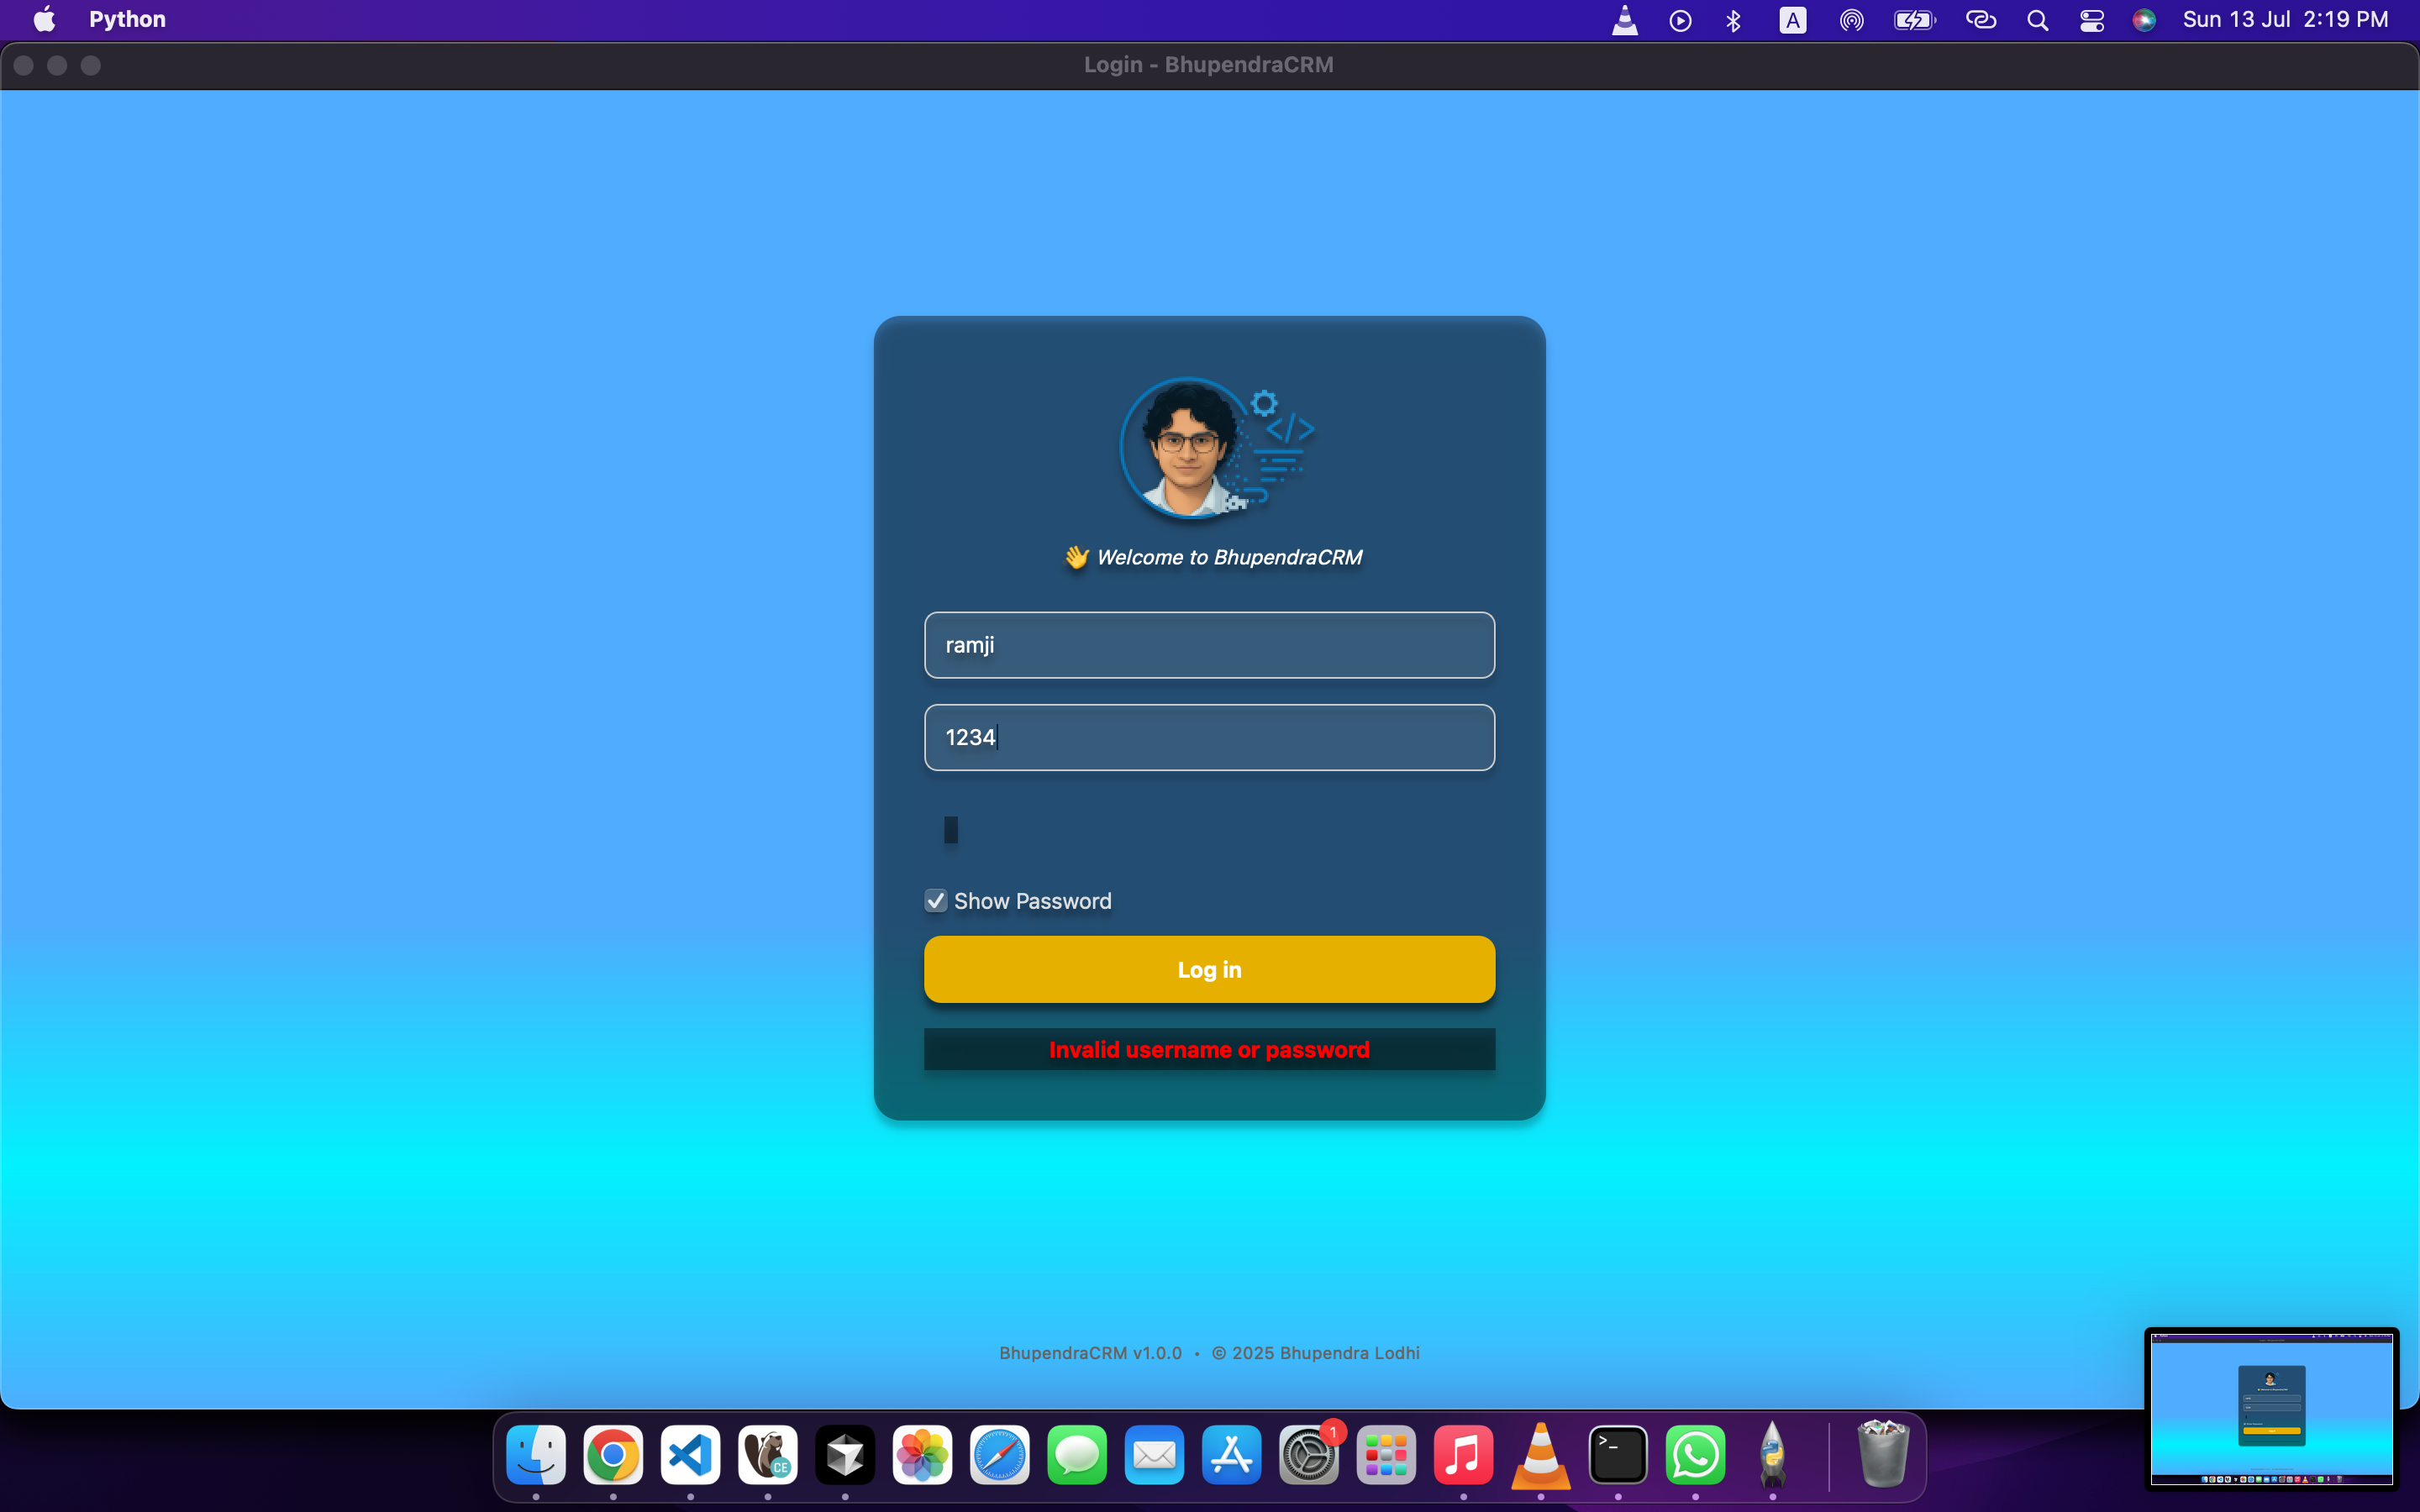 Python
A
Sun 13 Jul 2:19 PM
Login - BhupendraCRM
</>
👋 Welcome to BhupendraCRM
ramji
1234
Show Password
Log in
Invalid username or password
BhupendraCRM v1.0.0 • © 2025 Bhupendra Lodhi
CE
1
>_